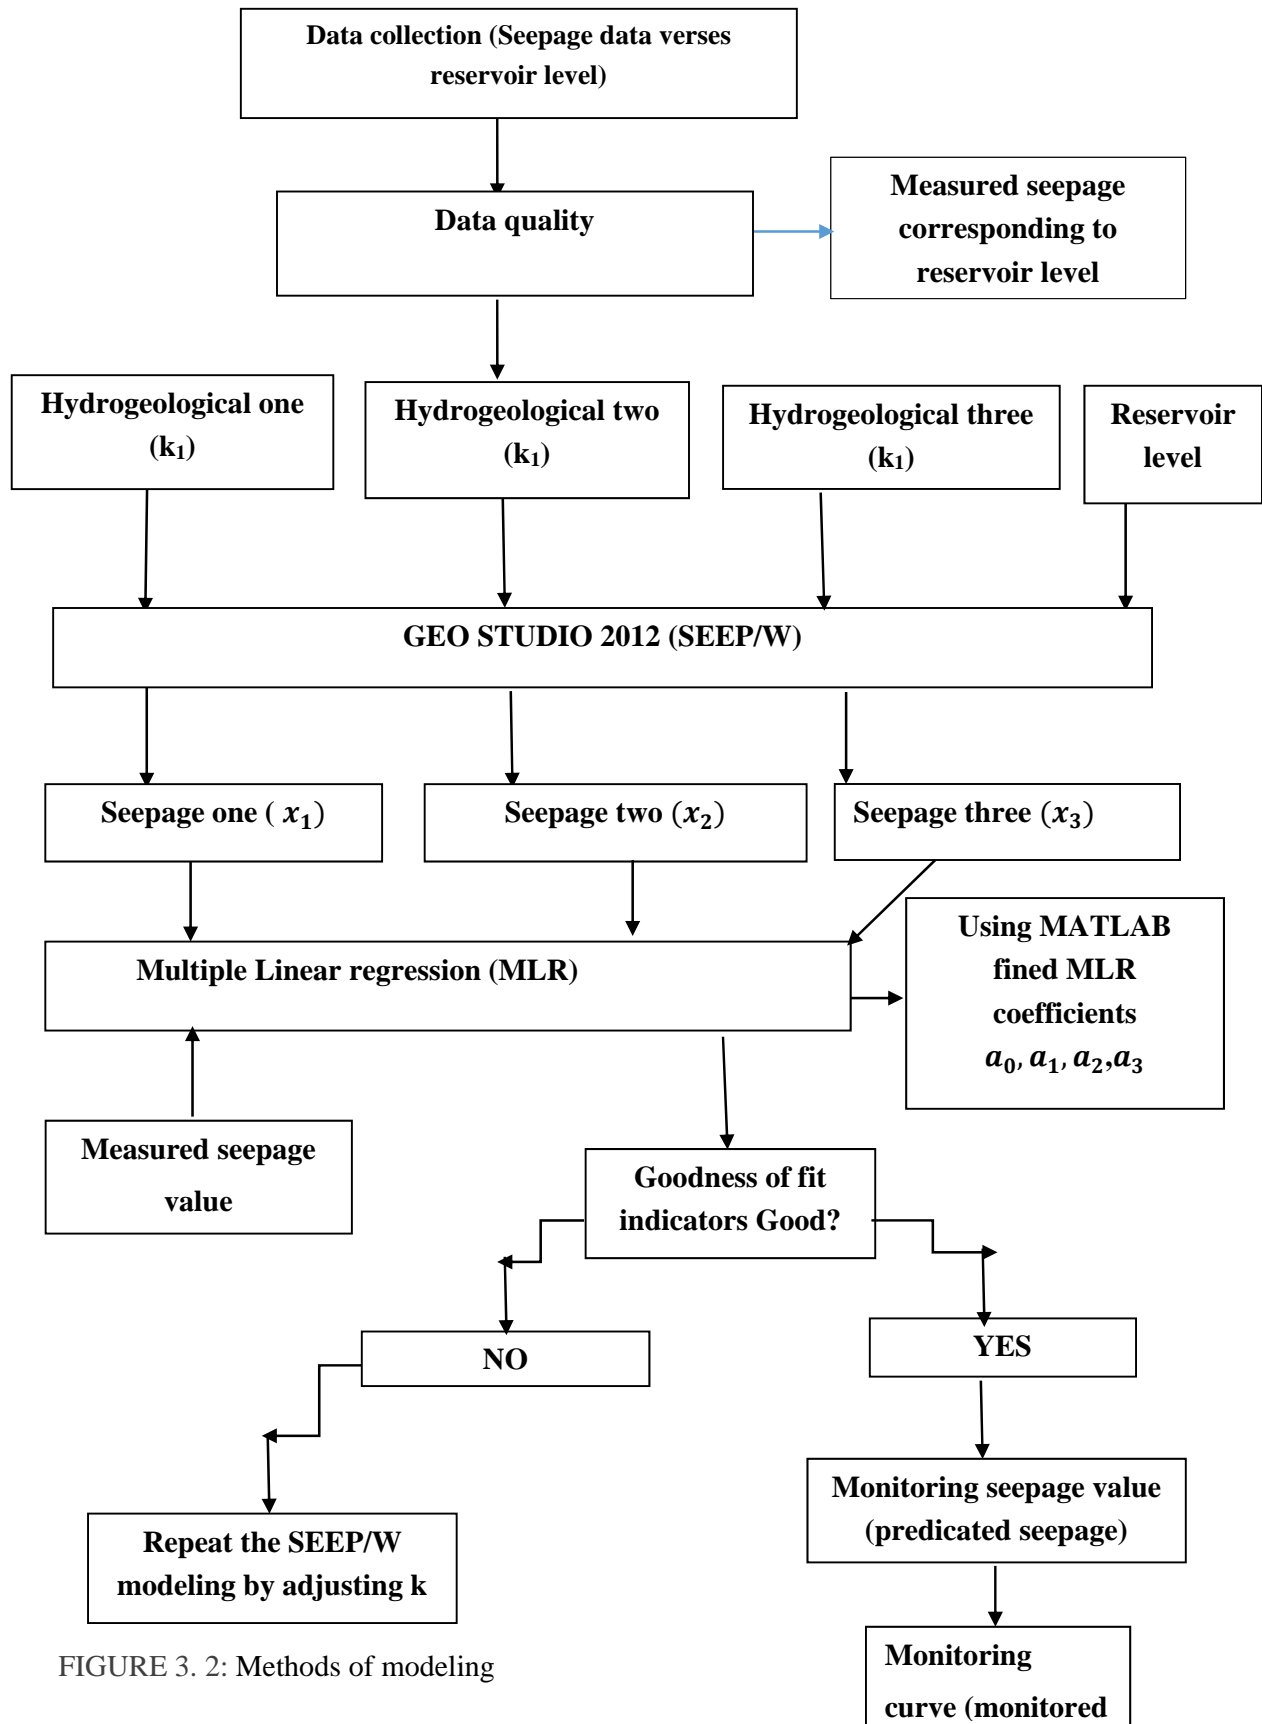 Data collection (Seepage data verses
reservoir level)
Data quality
Measured seepage
corresponding to
reservoir level
Hydrogeological one
(k₁)
Hydrogeological two
(k₁)
Hydrogeological three
(k₁)
Reservoir
level
GEO STUDIO 2012 (SEEP/W)
Seepage one ( x₁)
Seepage two (x₂)
Seepage three (x₃)
Multiple Linear regression (MLR)
Using MATLAB
fined MLR
coefficients
a₀, a₁, a₂,a₃
Measured seepage
value
Goodness of fit
indicators Good?
NO
YES
Repeat the SEEP/W
modeling by adjusting k
Monitoring seepage value
(predicated seepage)
Monitoring
curve (monitored
FIGURE 3. 2: Methods of modeling